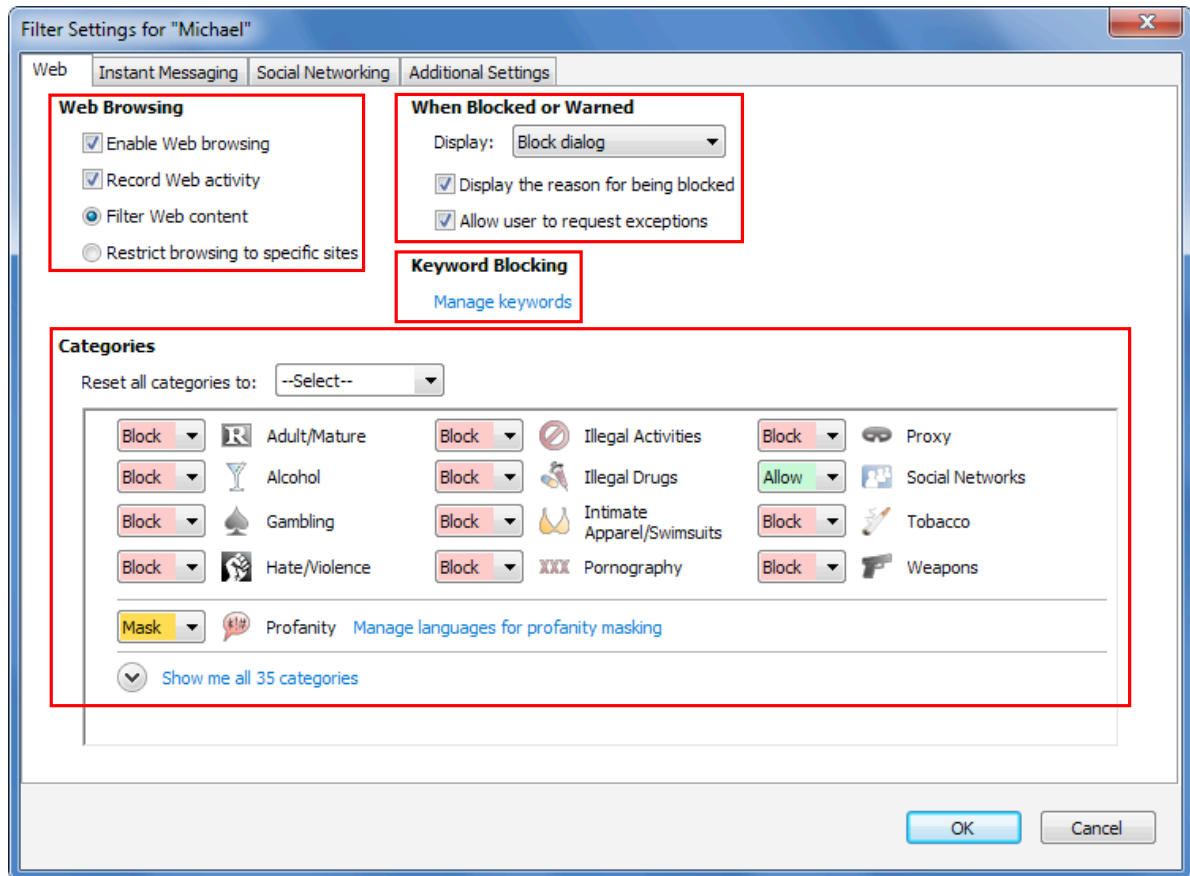 Filter Settings for "Michael"
Web Instant Messaging Social Networking Additional Settings
Web Browsing
Enable Web browsing
Record Web activity
Filter Web content
Restrict browsing to specific sites
When Blocked or Warned
Display: Block dialog
Display the reason for being blocked
Allow user to request exceptions
Keyword Blocking
Manage keywords
Categories
Reset all categories to: --Select--
Block R Adult/Mature Block Illegal Activities Block Proxy
Block Alcohol Block Illegal Drugs Allow Social Networks
Block Gambling Block Intimate
Apparel/Swimsuits Block Tobacco
Block Hate/Violence Block XXX Pornography Block Weapons
Mask *!# Profanity Manage languages for profanity masking
Show me all 35 categories
OK Cancel